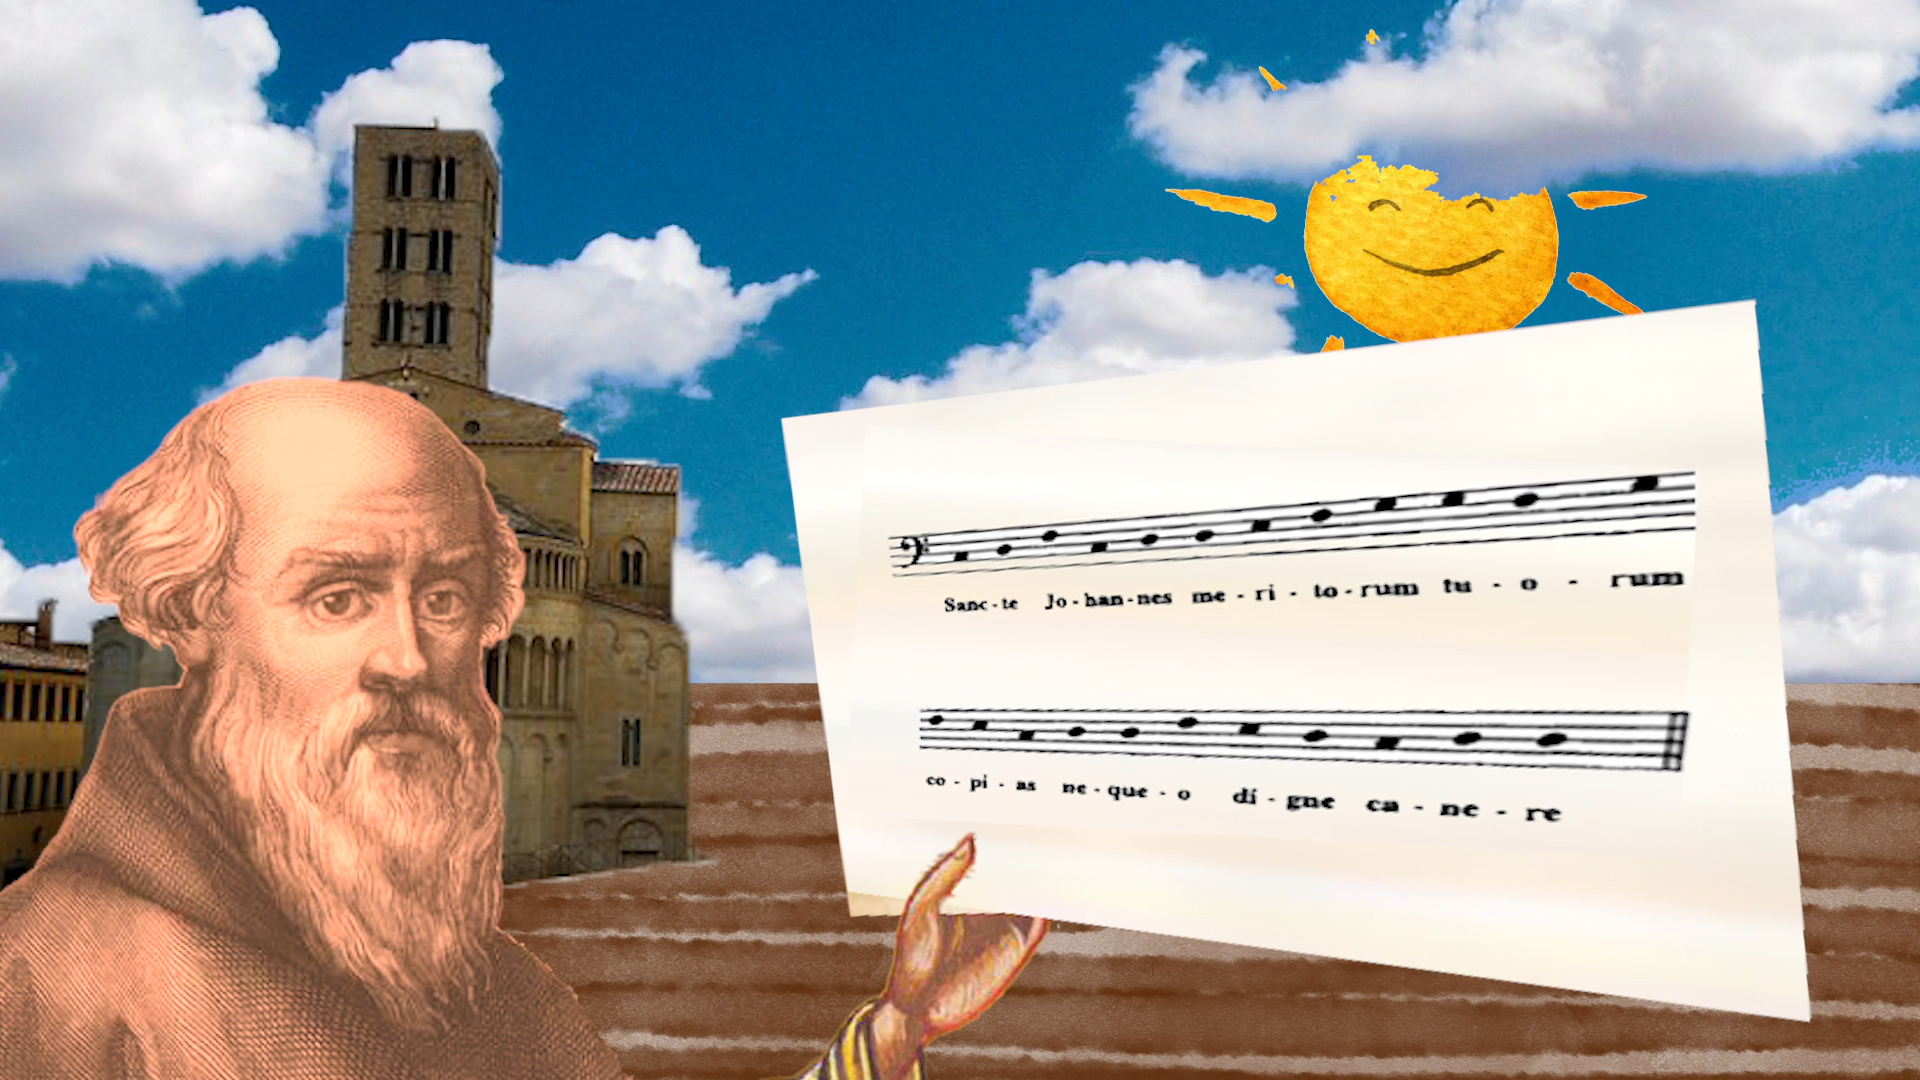 Sanc - te Jo - han - nes me - ri - to - rum tu - o - rum
co - pi - as ne - que - o di - gne ca - ne - re